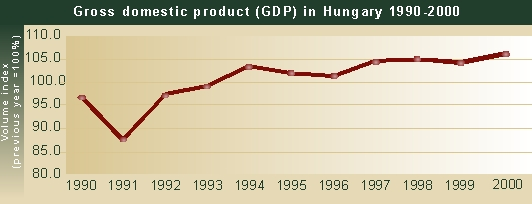 Gross domestic product (GDP) in Hungary 1990-2000
Volume index
(previous year =100%)
110.0
105.0
100.0
95.0
90.0
85.0
80.0
1990 1991 1992 1993 1994 1995 1996 1997 1998 1999 2000